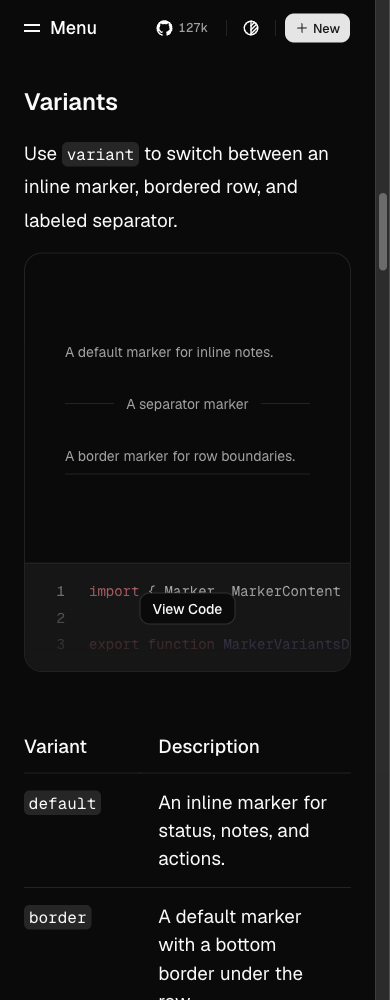 Menu
127k
New
Variants
Use variant to switch between an
inline marker, bordered row, and
labeled separator.
A default marker for inline notes.
A separator marker
A border marker for row boundaries.
1 import { Marker, MarkerContent
View Code
2
3 export function MarkerVariantsD
Variant Description
default An inline marker for
status, notes, and
actions.
border A default marker
with a bottom
border under the
row.